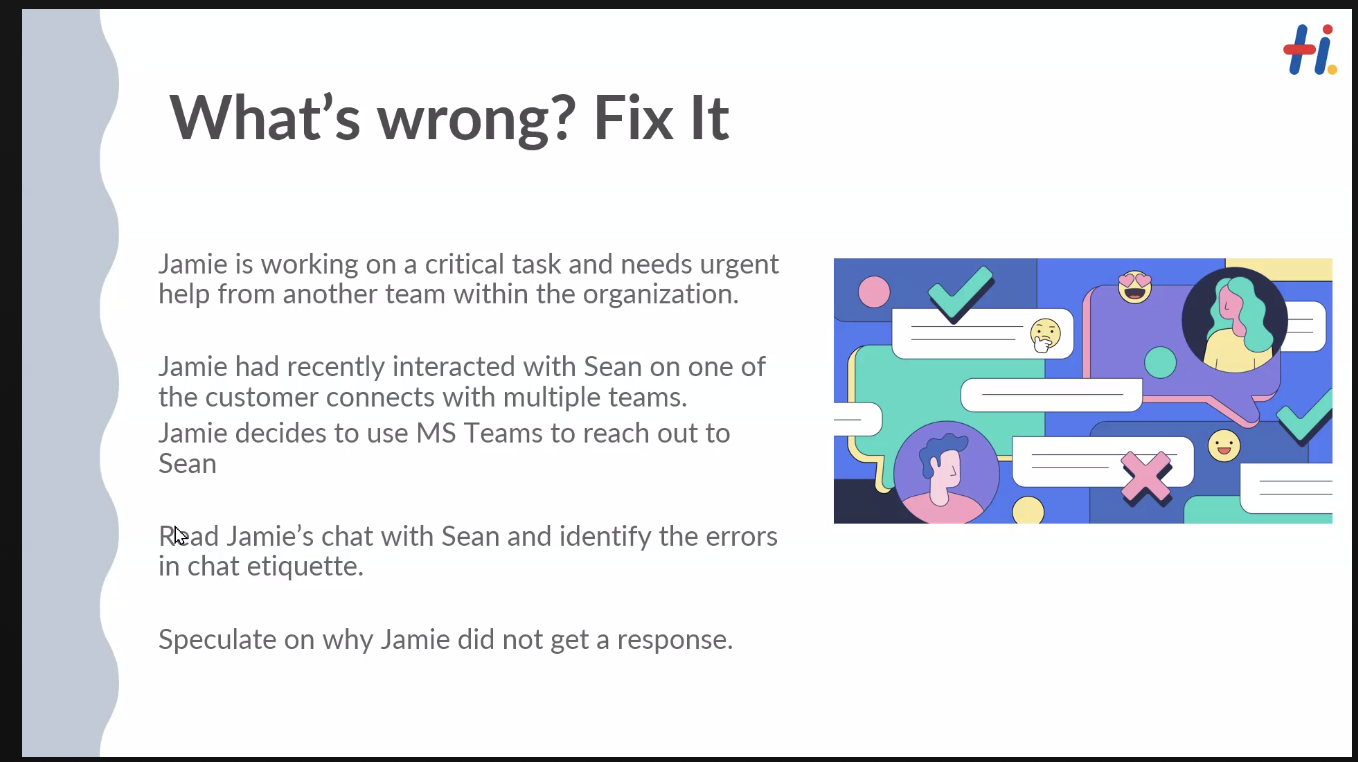 Hi.
What’s wrong? Fix It
Jamie is working on a critical task and needs urgent
help from another team within the organization.
Jamie had recently interacted with Sean on one of
the customer connects with multiple teams.
Jamie decides to use MS Teams to reach out to
Sean
Read Jamie’s chat with Sean and identify the errors
in chat etiquette.
Speculate on why Jamie did not get a response.